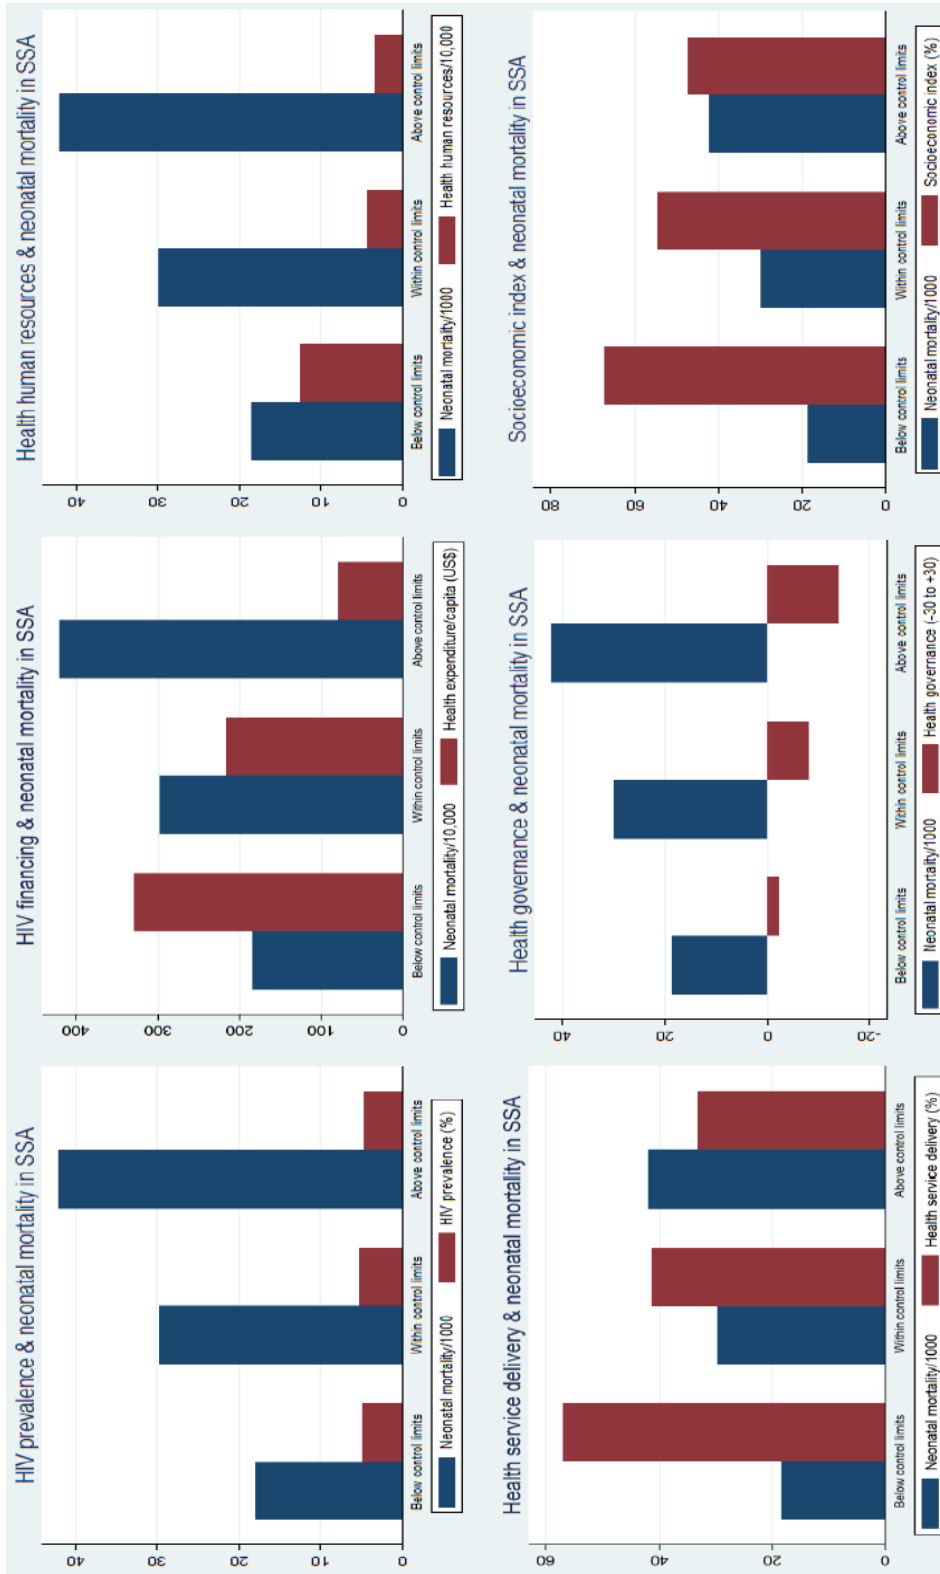 HIV prevalence & neonatal mortality in SSA
40
30
20
10
0
Below control limits Within control limits Above control limits
Neonatal mortality/1000 HIV prevalence (%)
HIV financing & neonatal mortality in SSA
400
300
200
100
0
Below control limits Within control limits Above control limits
Neonatal mortality/10,000 Health expenditure/capita (US$)
Health human resources & neonatal mortality in SSA
40
30
20
10
0
Below control limits Within control limits Above control limits
Neonatal mortality/1000 Health human resources/10,000
Health service delivery & neonatal mortality in SSA
60
40
20
0
Below control limits Within control limits Above control limits
Neonatal mortality/1000 Health service delivery (%)
Health governance & neonatal mortality in SSA
40
20
0
-20
Below control limits Within control limits Above control limits
Neonatal mortality/1000 Health governance (-30 to +30)
Socioeconomic index & neonatal mortality in SSA
80
60
40
20
0
Below control limits Within control limits Above control limits
Neonatal mortality/1000 Socioeconomic index (%)